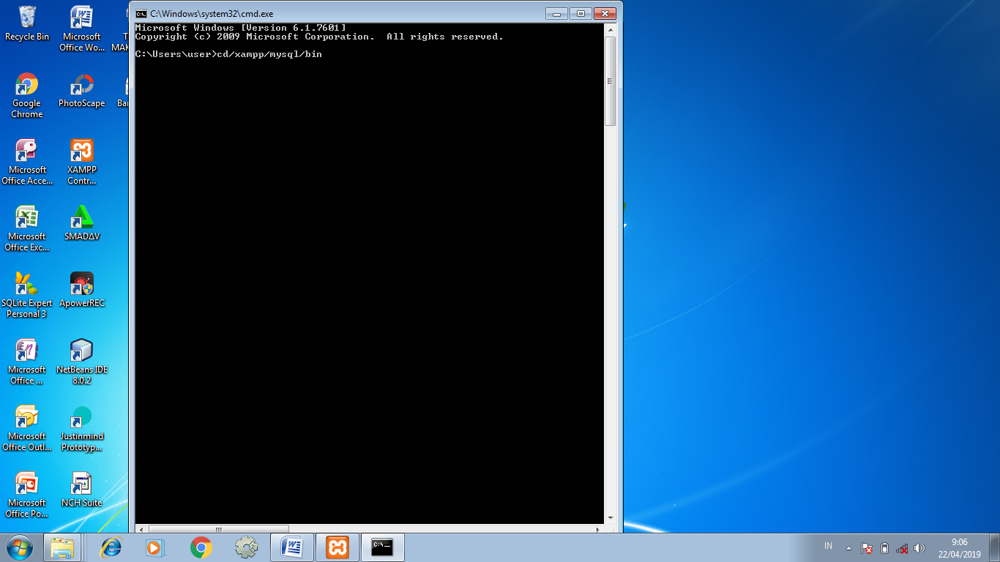 C:\Windows\system32\cmd.exe
Microsoft Windows [Version 6.1.7601]
Copyright (c) 2009 Microsoft Corporation.  All rights reserved.
C:\Users\user>cd/xampp/mysql/bin
Recycle Bin
Microsoft
Office Wo...
T
MAK
Google
Chrome
PhotoScape
Bar
Microsoft
Office Acce...
XAMPP
Contr...
Microsoft
Office Exc...
SMADΔV
SQLite Expert
Personal 3
ApowerREC
Microsoft
Office ...
NetBeans IDE
8.0.2
Microsoft
Office Outl...
Justinmind
Prototyp...
Microsoft
Office Po...
NCH Suite
IN
9:06
22/04/2019